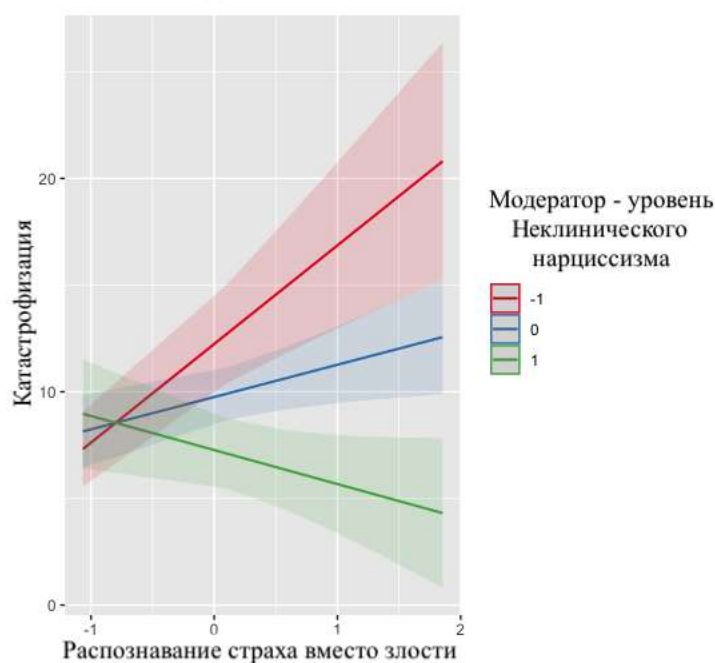 20
10
0
-1
0
1
2
Катастрофизация
Распознавание страха вместо злости
Модератор - уровень
Неклинического
нарциссизма
-1
0
1